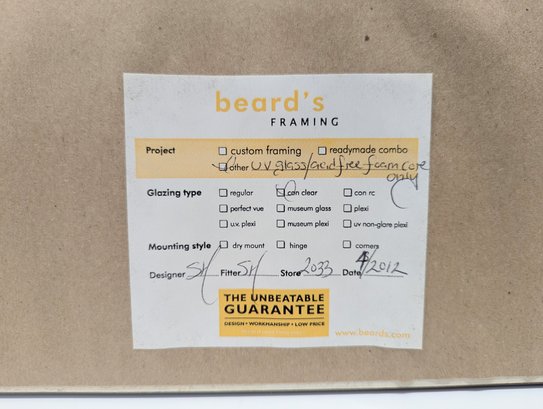 beard's
FRAMING
Project
custom framing readymade combo
other u.v. glass/acid free foam core
only
Glazing type regular con clear con rc
perfect vue museum glass plexi
u.v. plexi museum plexi uv non-glare plexi
Mounting style dry mount hinge corners
Designer SH Fitter SH Store 2033 Date 4/2012
THE UNBEATABLE
GUARANTEE
DESIGN • WORKMANSHIP • LOW PRICE
www.beards.com